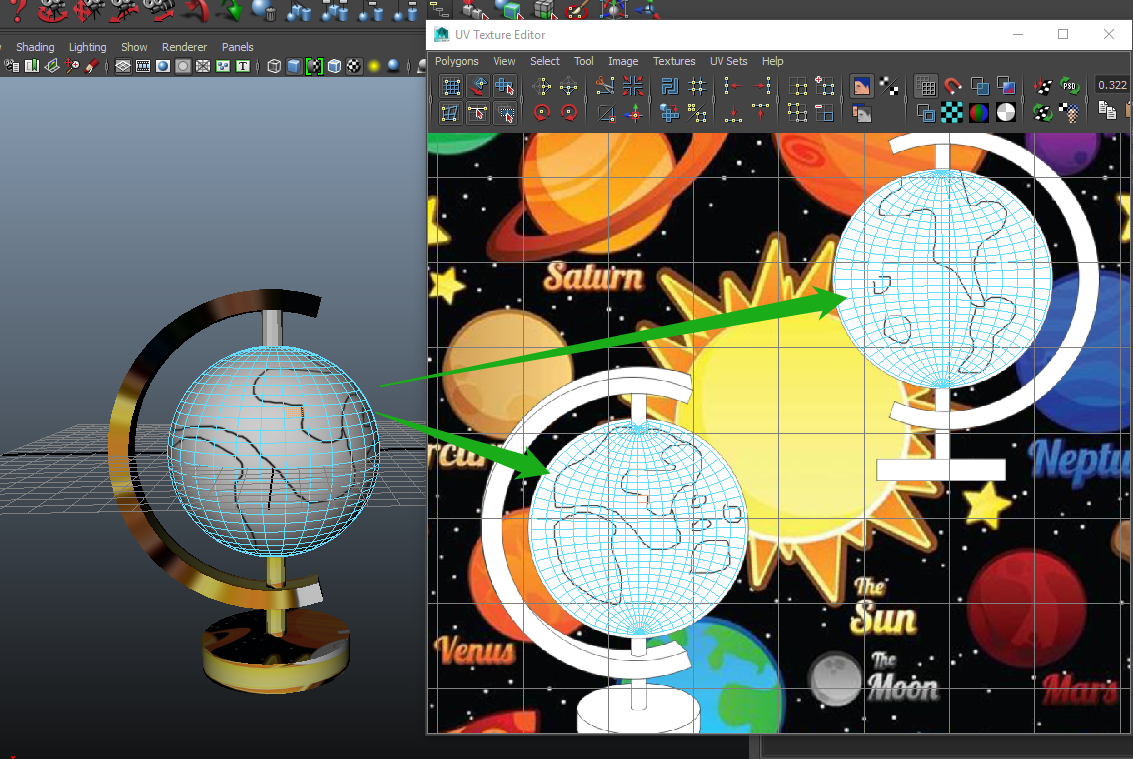 Shading Lighting Show Renderer Panels
UV Texture Editor
Polygons View Select Tool Image Textures UV Sets Help
PSD
0.322
T
Saturn
Neptu
The
Sun
Venus
The
Moon
Mars